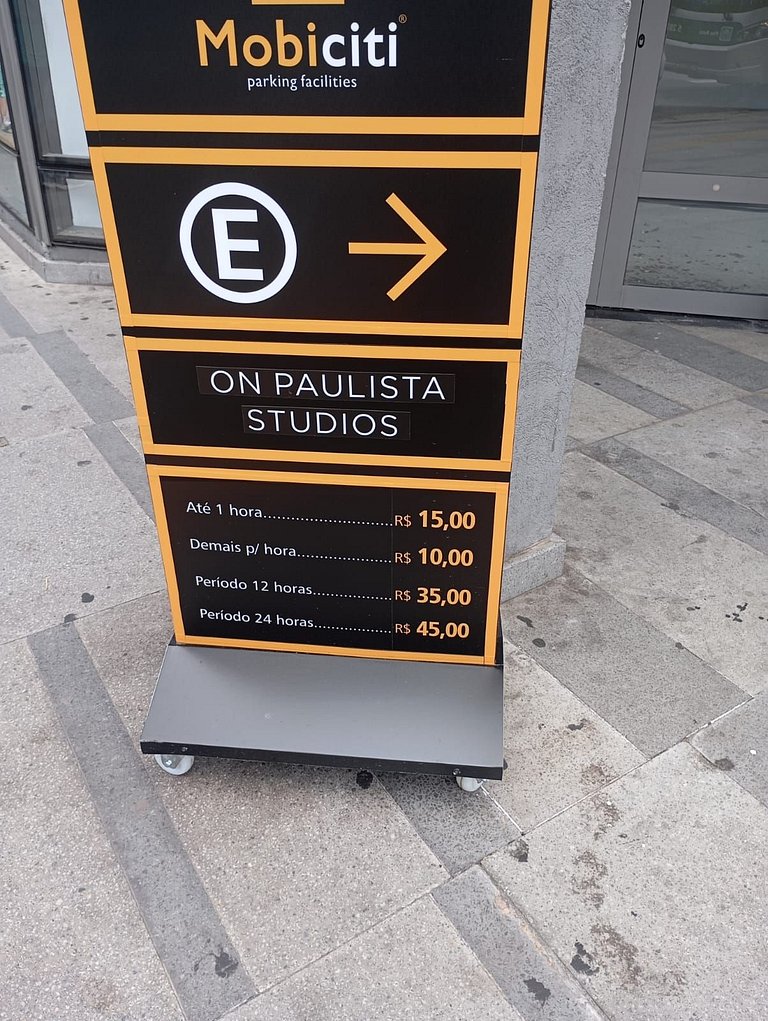 Mobiciti®
parking facilities
E
ON PAULISTA
STUDIOS
Até 1 hora..............................R$ 15,00
Demais p/ hora......................R$ 10,00
Período 12 horas...................R$ 35,00
Período 24 horas...................R$ 45,00